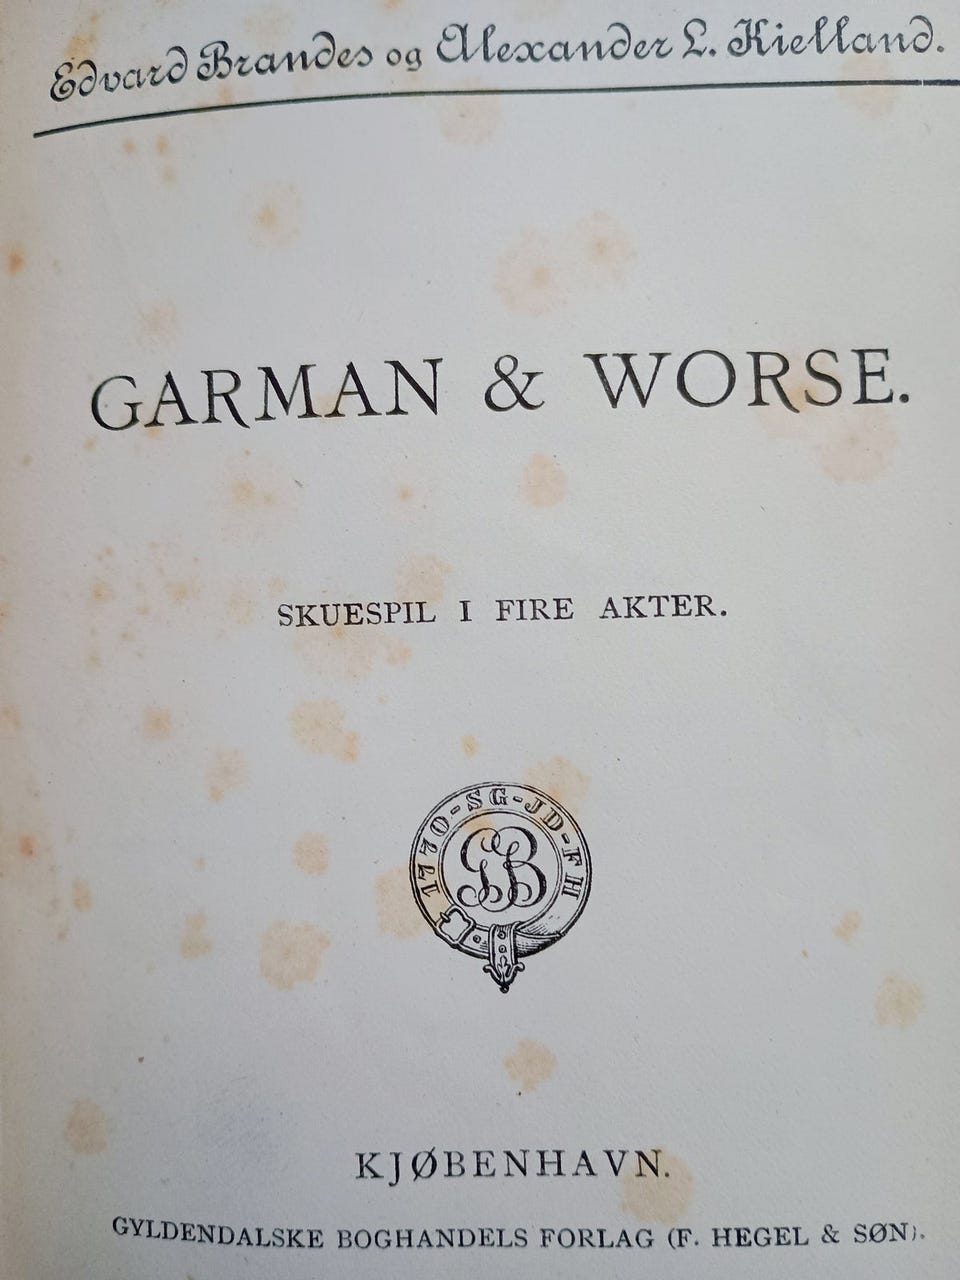 Edvard Brandes og Alexander L. Kielland.
GARMAN & WORSE.
SKUESPIL I FIRE AKTER.
1770-SG-JD-FH
GB
KJØBENHAVN.
GYLDENDALSKE BOGHANDELS FORLAG (F. HEGEL & SØN).